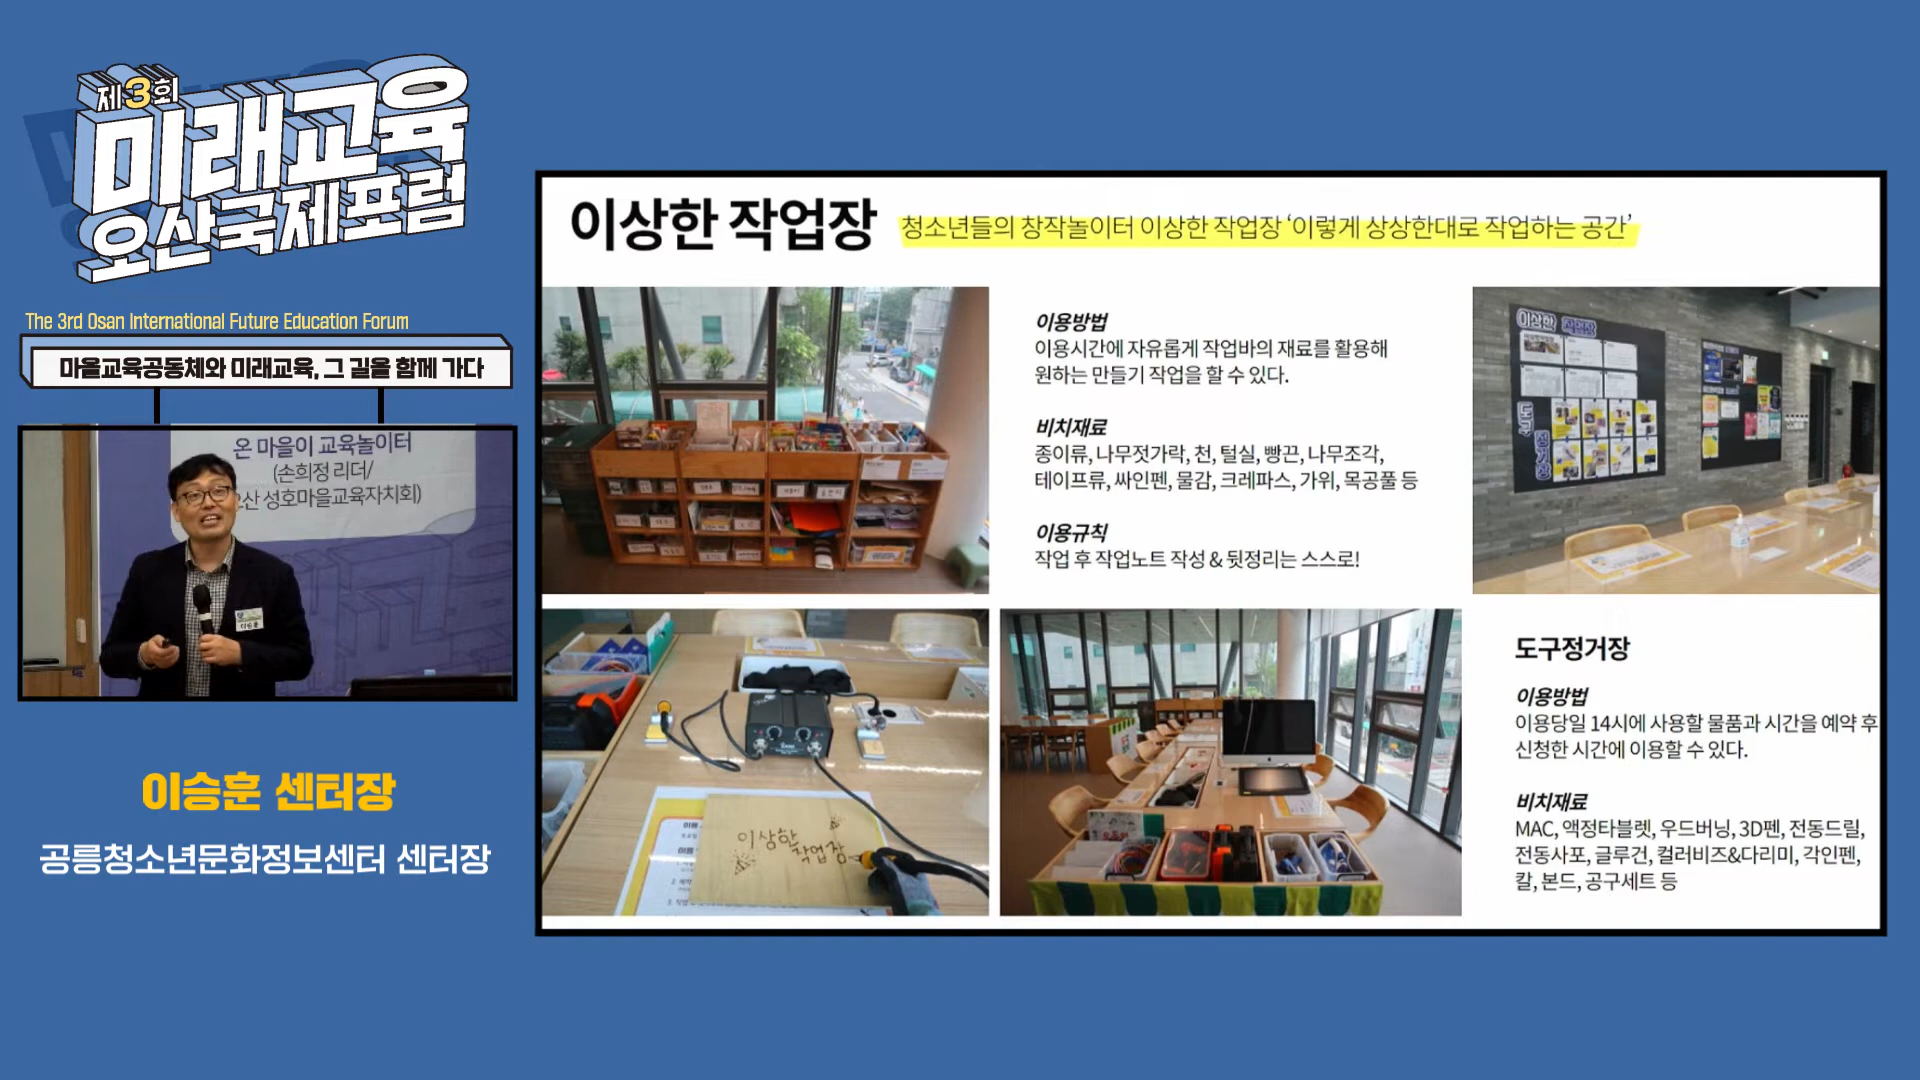 제3회
미래교육
오산국제포럼
The 3rd Osan International Future Education Forum
마을교육공동체와 미래교육, 그 길을 함께 가다
온 마을이 교육놀이터
(손희정 리더/
오산 성호마을교육자치회)
이승훈 센터장
공릉청소년문화정보센터 센터장
이상한 작업장
청소년들의 창작놀이터 이상한 작업장 ‘이렇게 상상한대로 작업하는 공간’
이용방법
이용시간에 자유롭게 작업바의 재료를 활용해
원하는 만들기 작업을 할 수 있다.
비치재료
종이류, 나무젓가락, 천, 털실, 빵끈, 나무조각,
테이프류, 싸인펜, 물감, 크레파스, 가위, 목공풀 등
이용규칙
작업 후 작업노트 작성 & 뒷정리는 스스로!
이상한 작업장
도구 정거장
이상한
작업장
도구정거장
이용방법
이용당일 14시에 사용할 물품과 시간을 예약 후
신청한 시간에 이용할 수 있다.
비치재료
MAC, 액정타블렛, 우드버닝, 3D펜, 전동드릴,
전동사포, 글루건, 컬러비즈&다리미, 각인펜,
칼, 본드, 공구세트 등